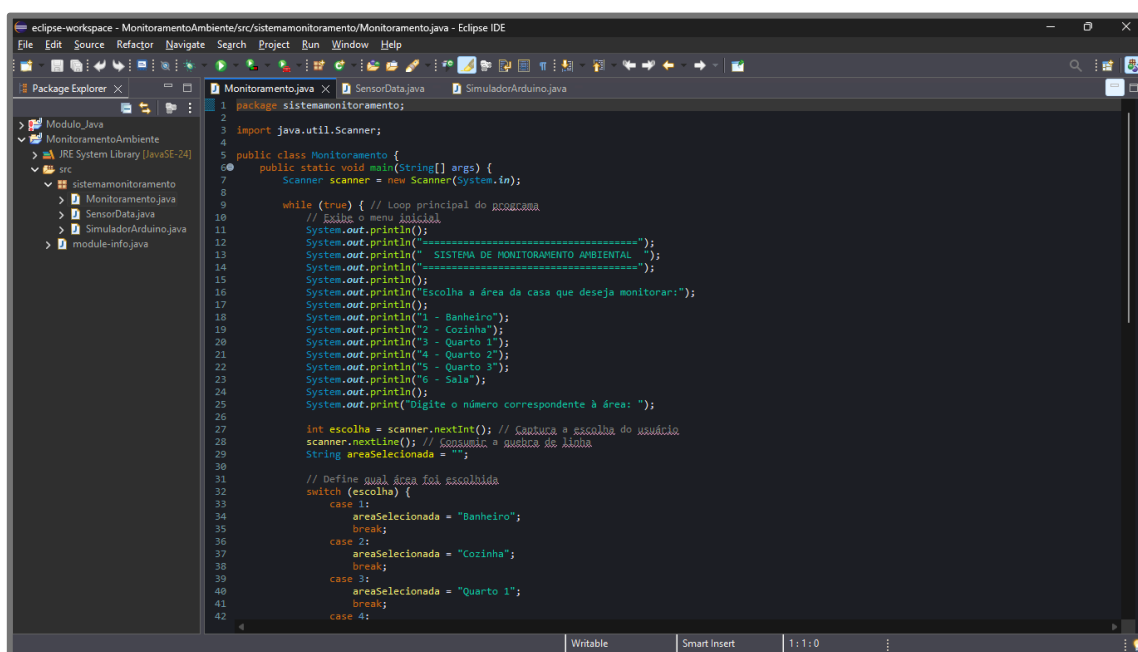 eclipse-workspace - MonitoramentoAmbiente/src/sistemamonitoramento/Monitoramento.java - Eclipse IDE
File Edit Source Refactor Navigate Search Project Run Window Help
Package Explorer
Monitoramento.java SensorData.java SimuladorArduino.java
Modulo_Java
MonitoramentoAmbiente
JRE System Library [JavaSE-24]
src
sistemamonitoramento
Monitoramento.java
SensorData.java
SimuladorArduino.java
module-info.java
1 package sistemamonitoramento;
2
3 import java.util.Scanner;
4
5 public class Monitoramento {
6 public static void main(String[] args) {
7 Scanner scanner = new Scanner(System.in);
8
9 while (true) { // Loop principal do programa
10 // Exibe o menu inicial
11 System.out.println();
12 System.out.println("=====================================");
13 System.out.println("  SISTEMA DE MONITORAMENTO AMBIENTAL  ");
14 System.out.println("=====================================");
15 System.out.println();
16 System.out.println("Escolha a área da casa que deseja monitorar:");
17 System.out.println();
18 System.out.println("1 - Banheiro");
19 System.out.println("2 - Cozinha");
20 System.out.println("3 - Quarto 1");
21 System.out.println("4 - Quarto 2");
22 System.out.println("5 - Quarto 3");
23 System.out.println("6 - Sala");
24 System.out.println();
25 System.out.print("Digite o número correspondente à área: ");
26
27 int escolha = scanner.nextInt(); // Captura a escolha do usuário
28 scanner.nextLine(); // Consumir a quebra de linha
29 String areaSelecionada = "";
30
31 // Define qual área foi escolhida
32 switch (escolha) {
33 case 1:
34 areaSelecionada = "Banheiro";
35 break;
36 case 2:
37 areaSelecionada = "Cozinha";
38 break;
39 case 3:
40 areaSelecionada = "Quarto 1";
41 break;
42 case 4:
Writable Smart Insert 1 : 1 : 0